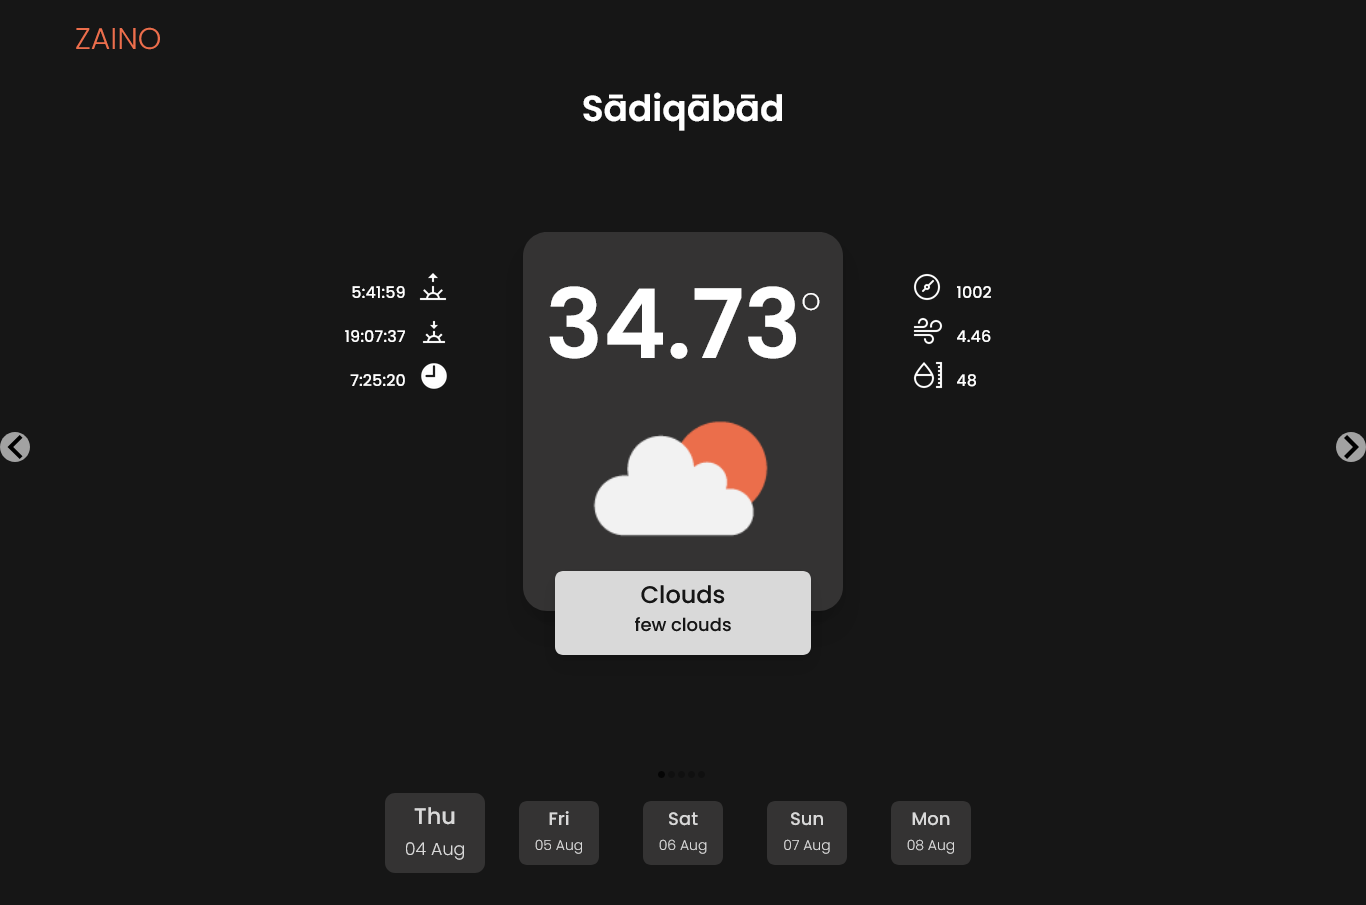 ZAINO
Sādiqābād
5:41:59
19:07:37
7:25:20
34.73°
1002
4.46
48
Clouds
few clouds
Thu
04 Aug
Fri
05 Aug
Sat
06 Aug
Sun
07 Aug
Mon
08 Aug